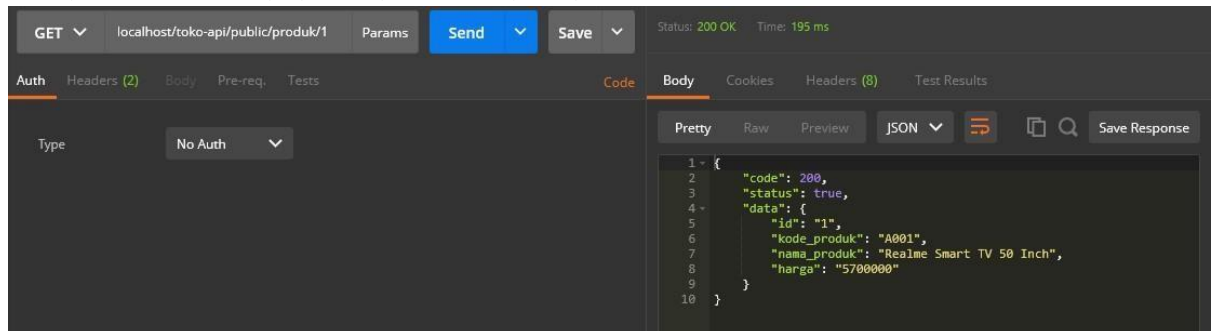 GET localhost/toko-api/public/produk/1 Params Send Save
Auth Headers (2) Body Pre-req. Tests Code
Type No Auth
Status: 200 OK Time: 195 ms
Body Cookies Headers (8) Test Results
Pretty Raw Preview JSON Save Response
1 {
2 "code": 200,
3 "status": true,
4 "data": {
5 "id": "1",
6 "kode_produk": "A001",
7 "nama_produk": "Realme Smart TV 50 Inch",
8 "harga": "5700000"
9 }
10 }